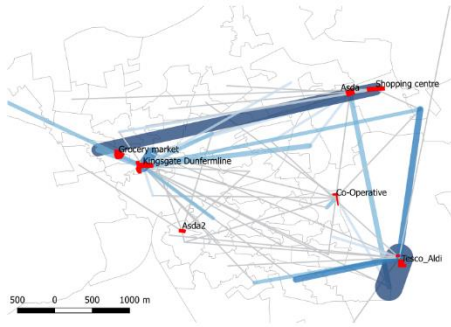 Shopping centre
Asda
Grocery market
Kingsgate Dunfermline
Co-Operative
Asda2
Tesco_Aldi
500 0 500 1000 m